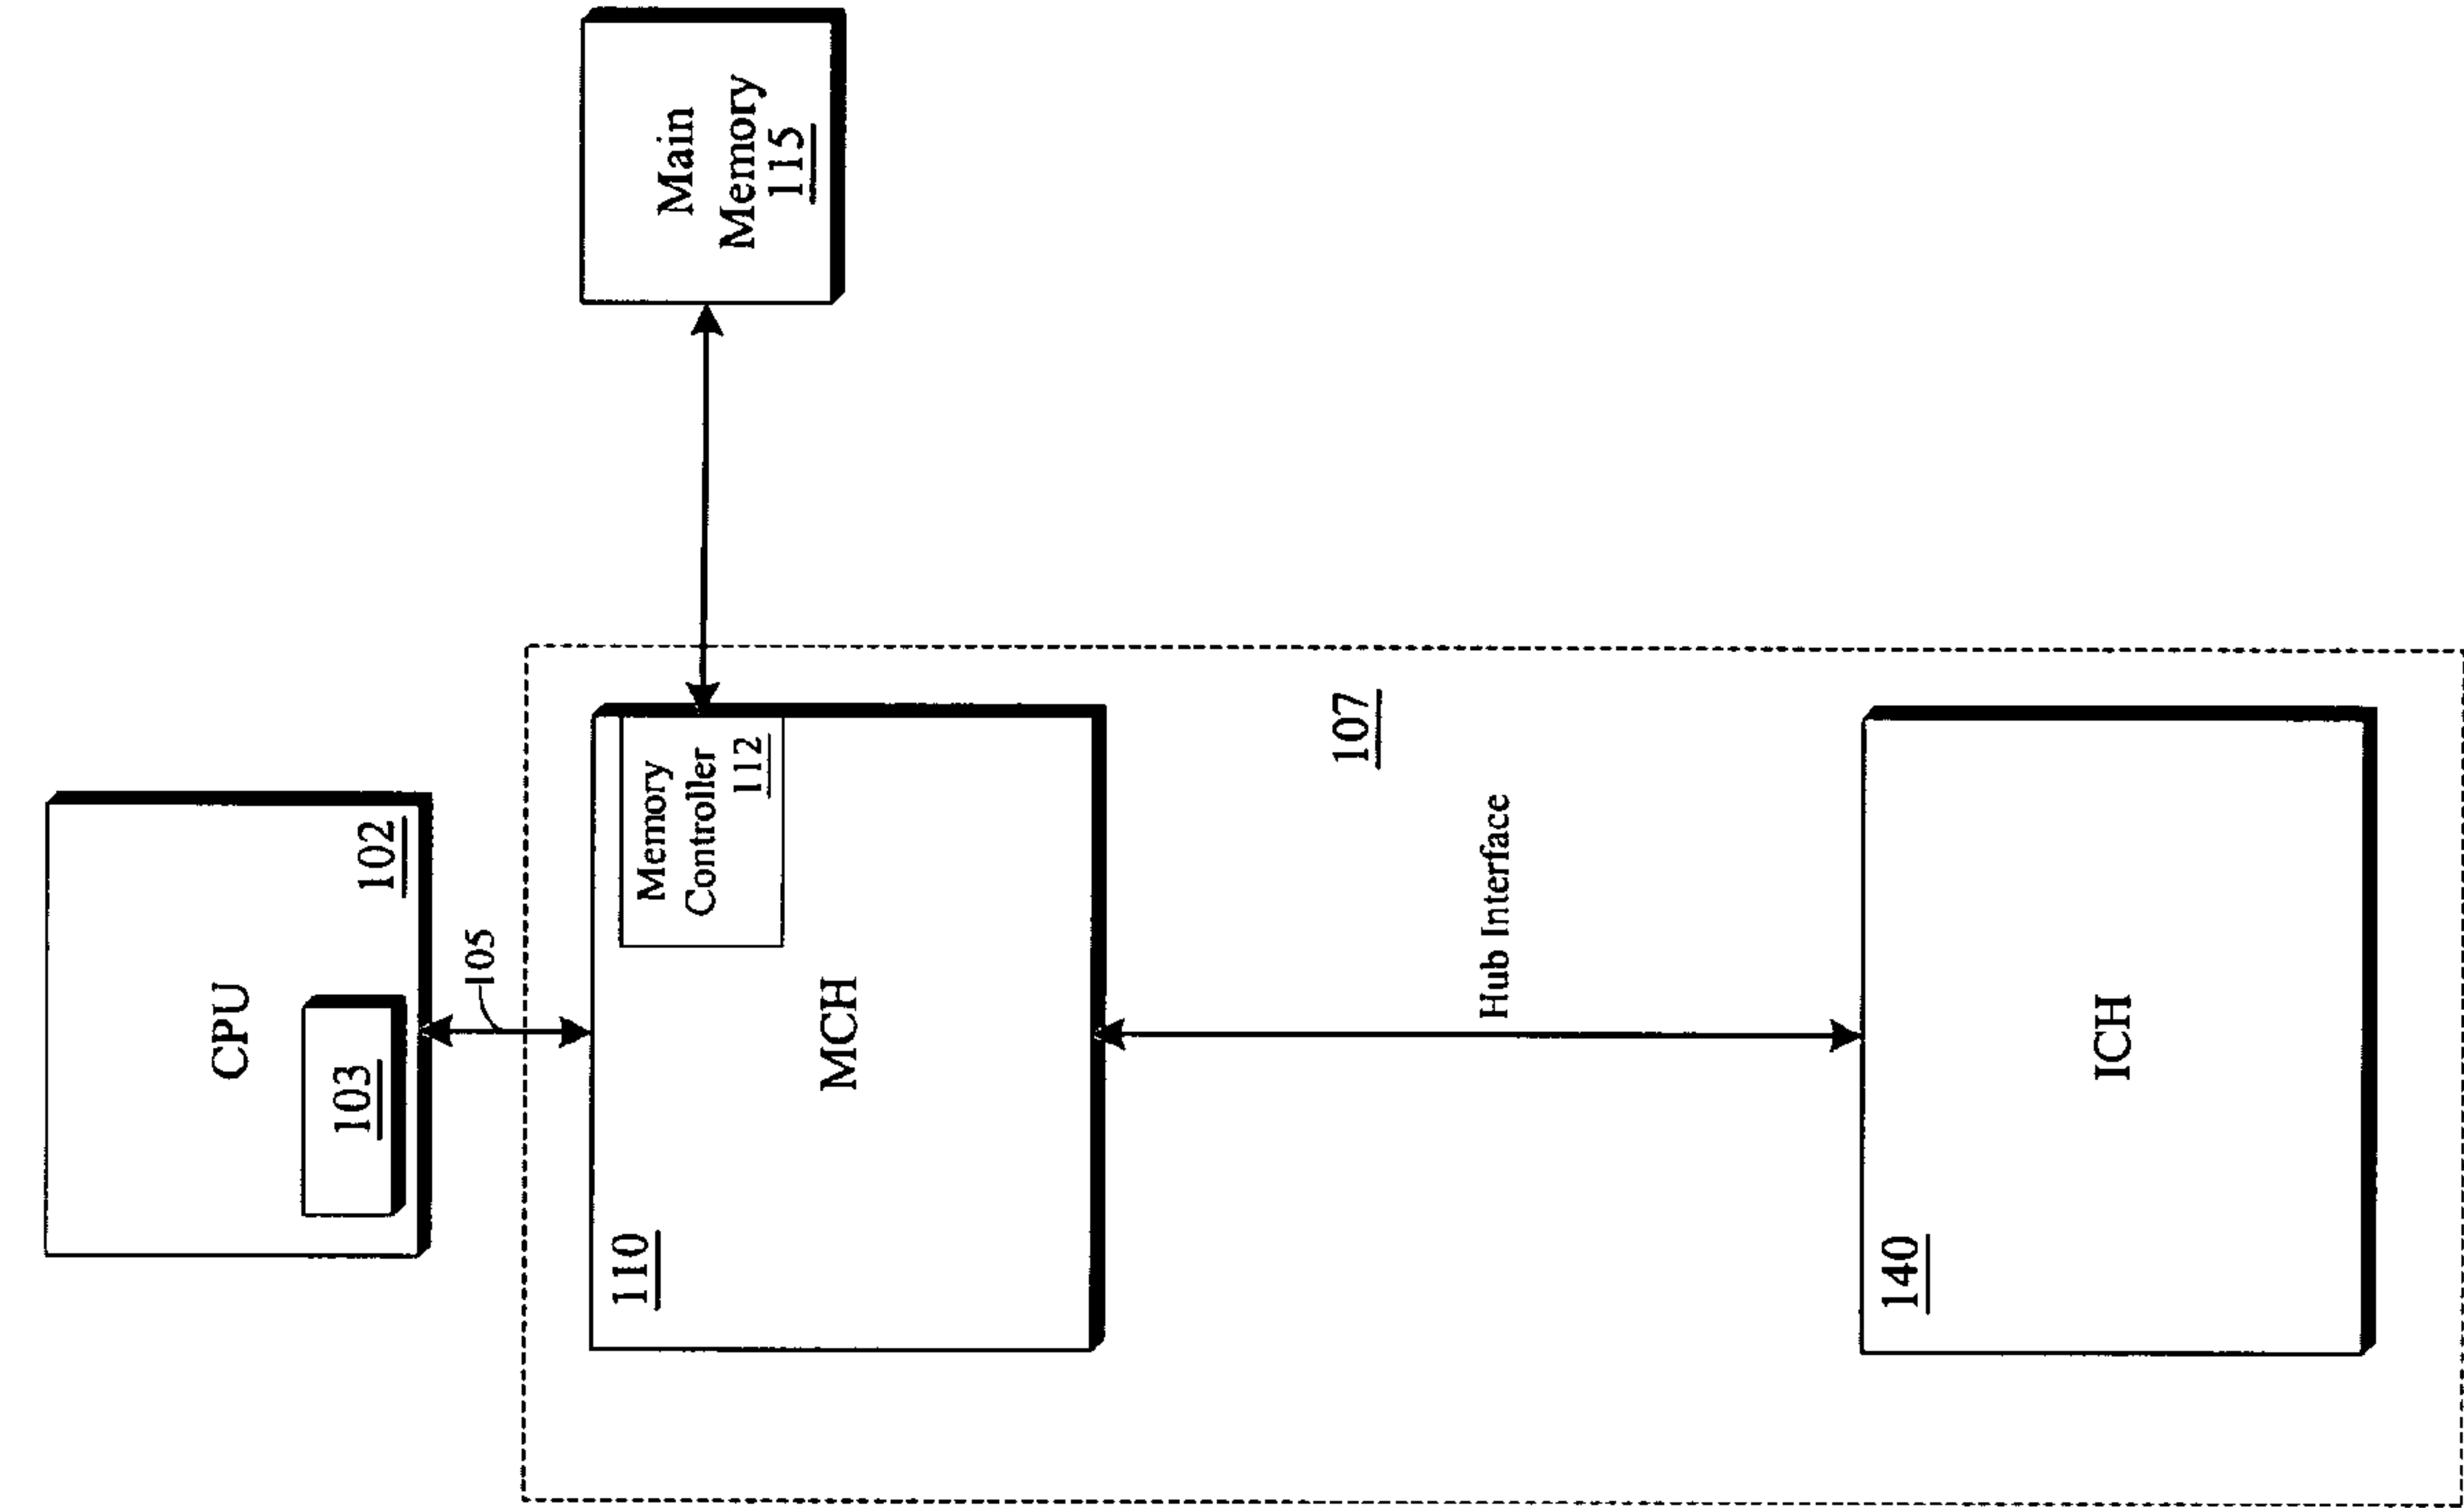 CPU
103
102
105
Main
Memory
115
Memory
Controller
112
110
MCH
107
Hub Interface
140
ICH